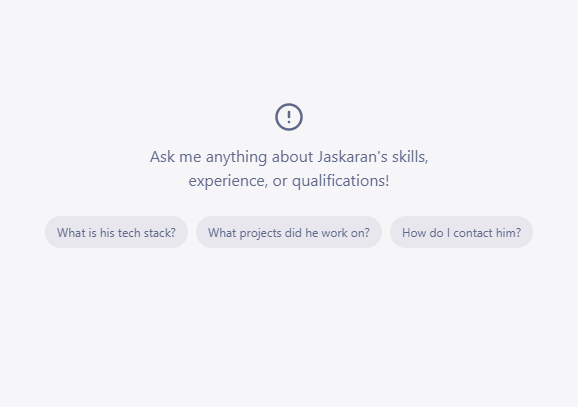 Ask me anything about Jaskaran's skills,
experience, or qualifications!
What is his tech stack?
What projects did he work on?
How do I contact him?